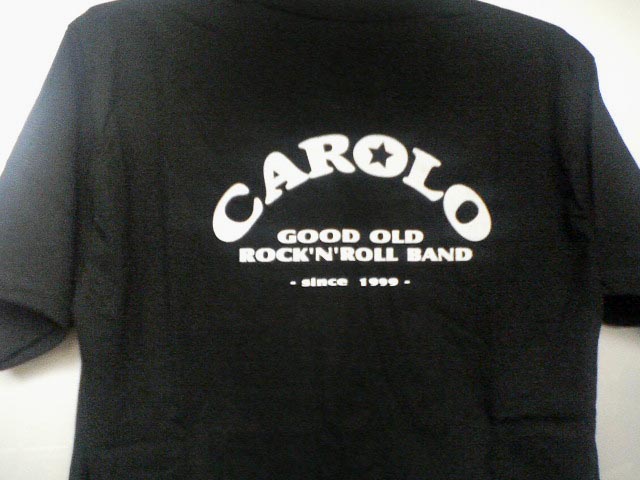 CAROLO
GOOD OLD
ROCK'N'ROLL BAND
- since 1999 -